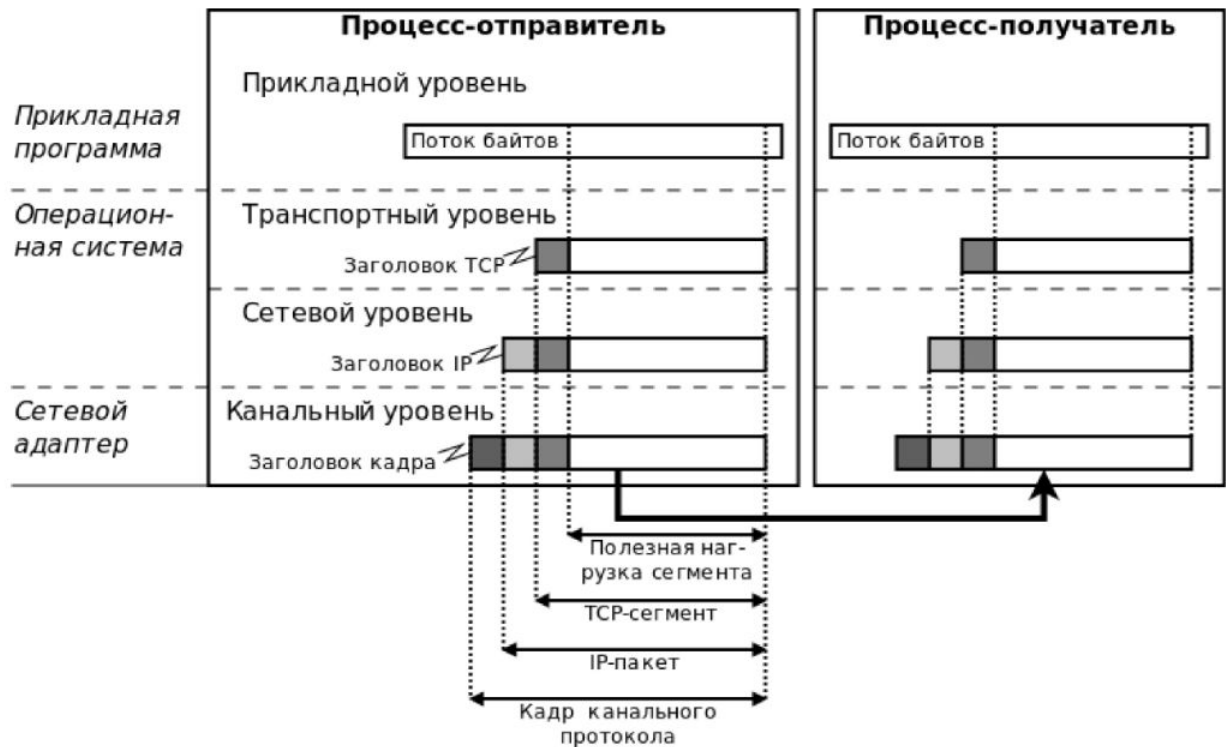 Процесс-отправитель
Процесс-получатель
Прикладной уровень
Прикладная
программа
Поток байтов
Поток байтов
Операцион-
ная система
Транспортный уровень
Заголовок TCP
Сетевой уровень
Заголовок IP
Сетевой
адаптер
Канальный уровень
Заголовок кадра
Полезная наг-
рузка сегмента
TCP-сегмент
IP-пакет
Кадр канального
протокола